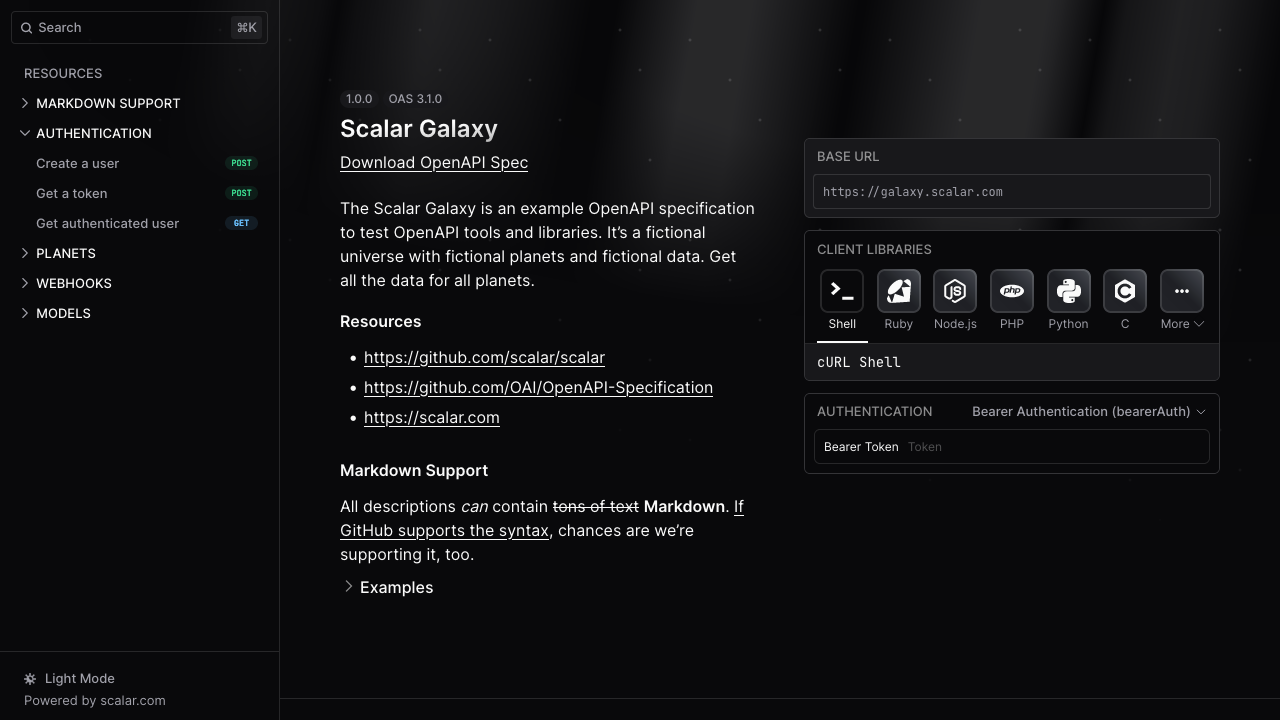 Search
⌘K
RESOURCES
MARKDOWN SUPPORT
AUTHENTICATION
Create a user POST
Get a token POST
Get authenticated user GET
PLANETS
WEBHOOKS
MODELS
Light Mode
Powered by scalar.com
1.0.0 OAS 3.1.0
Scalar Galaxy
Download OpenAPI Spec
The Scalar Galaxy is an example OpenAPI specification
to test OpenAPI tools and libraries. It’s a fictional
universe with fictional planets and fictional data. Get
all the data for all planets.
Resources
• https://github.com/scalar/scalar
• https://github.com/OAI/OpenAPI-Specification
• https://scalar.com
Markdown Support
All descriptions can contain tons of text Markdown. If
GitHub supports the syntax, chances are we’re
supporting it, too.
Examples
BASE URL
https://galaxy.scalar.com
CLIENT LIBRARIES
JS php C
Shell Ruby Node.js PHP Python C More
cURL Shell
AUTHENTICATION Bearer Authentication (bearerAuth)
Bearer Token Token